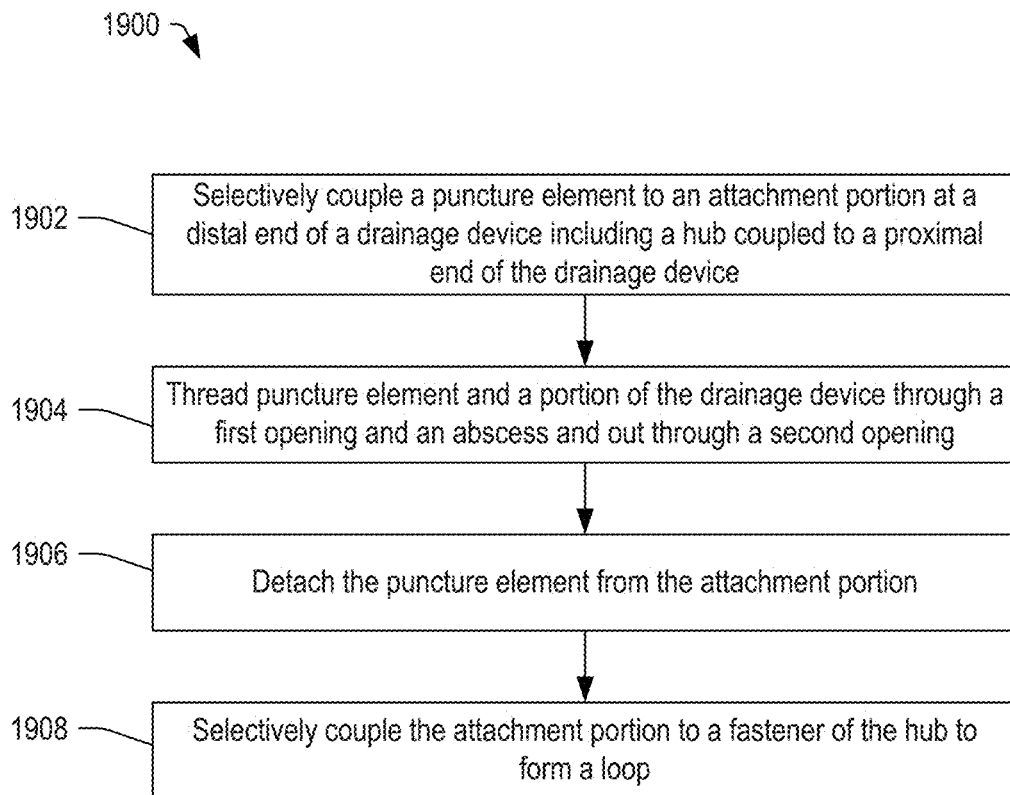 1900
1902
Selectively couple a puncture element to an attachment portion at a
distal end of a drainage device including a hub coupled to a proximal
end of the drainage device
1904
Thread puncture element and a portion of the drainage device through a
first opening and an abscess and out through a second opening
1906
Detach the puncture element from the attachment portion
1908
Selectively couple the attachment portion to a fastener of the hub to
form a loop